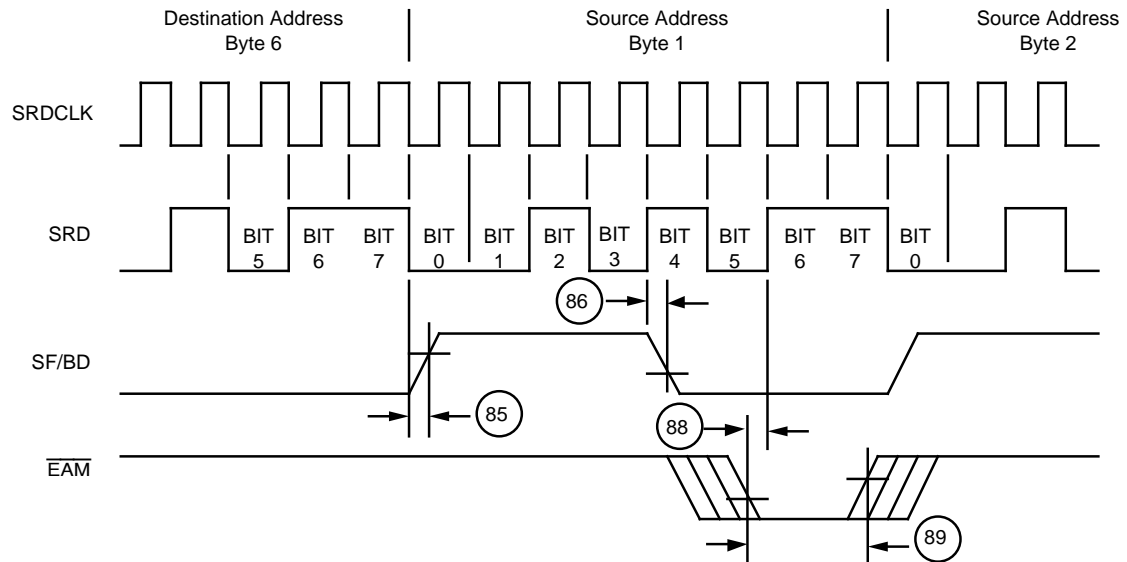 Destination Address
Byte 6
Source Address
Byte 1
Source Address
Byte 2
SRDCLK
SRD
BIT
5
BIT
6
BIT
7
BIT
0
BIT
1
BIT
2
BIT
3
BIT
4
BIT
5
BIT
6
BIT
7
BIT
0
86
SF/BD
85
88
EAM
89